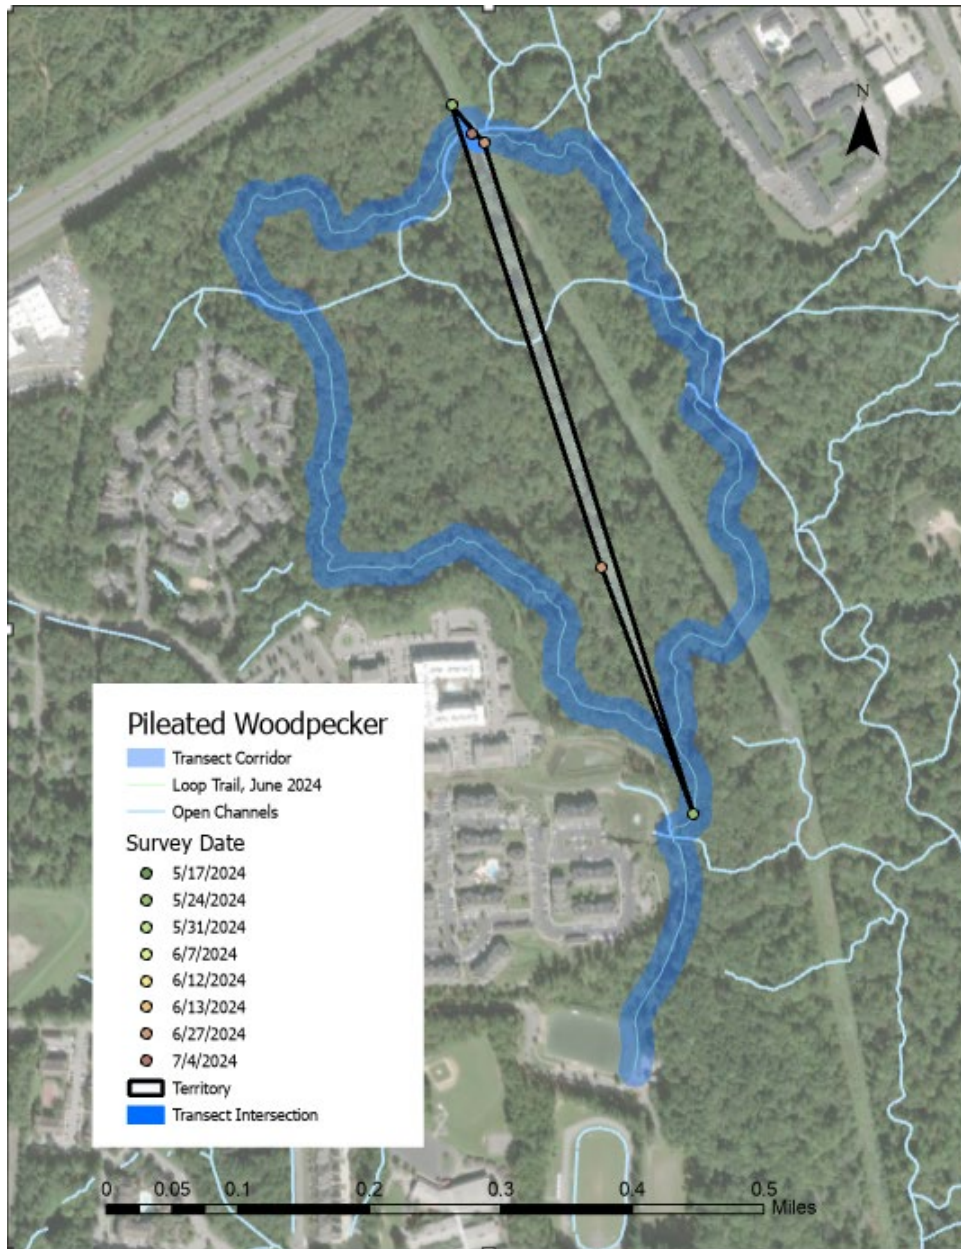 N
Pileated Woodpecker
Transect Corridor
Loop Trail, June 2024
Open Channels
Survey Date
5/17/2024
5/24/2024
5/31/2024
6/7/2024
6/12/2024
6/13/2024
6/27/2024
7/4/2024
Territory
Transect Intersection
0 0.05 0.1 0.2 0.3 0.4 0.5
Miles